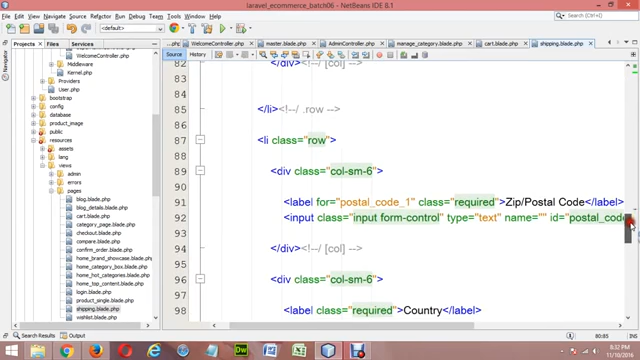 laravel_ecommerce_batch06 - NetBeans IDE 8.1
File Edit View Navigate Source Refactor Run Debug Team Tools Window Help
<default>
Projects Files Services
.php WelcomeController.php master.blade.php AdminController.php manage_category.blade.php cart.blade.php shipping.blade.php
Source History
Navigator
WelcomeController.php
Middleware
Kernel.php
Providers
User.php
bootstrap
config
database
product_image
public
resources
assets
lang
views
admin
errors
pages
blog.blade.php
blog_details.blade.php
cart.blade.php
category_page.blade.php
checkout.blade.php
compare.blade.php
confirm_order.blade.php
home_brand_showcase.blade.php
home_category_box.blade.php
home_hot_categories.blade.php
home_top_content.blade.php
login.blade.php
product_single.blade.php
shipping.blade.php
wishlist.blade.php
82 </div><!--/ [col] -->
83
84
85 </li><!-- .row -->
86
87 <li class="row">
88
89 <div class="col-sm-6">
90
91 <label for="postal_code_1" class="required">Zip/Postal Code</label>
92 <input class="input form-control" type="text" name="" id="postal_code
93
94 </div><!--/ [col] -->
95
96 <div class="col-sm-6">
97
98 <label class="required">Country</label>
Search Results Output
80:85
INS
8:32 PM
11/10/2016